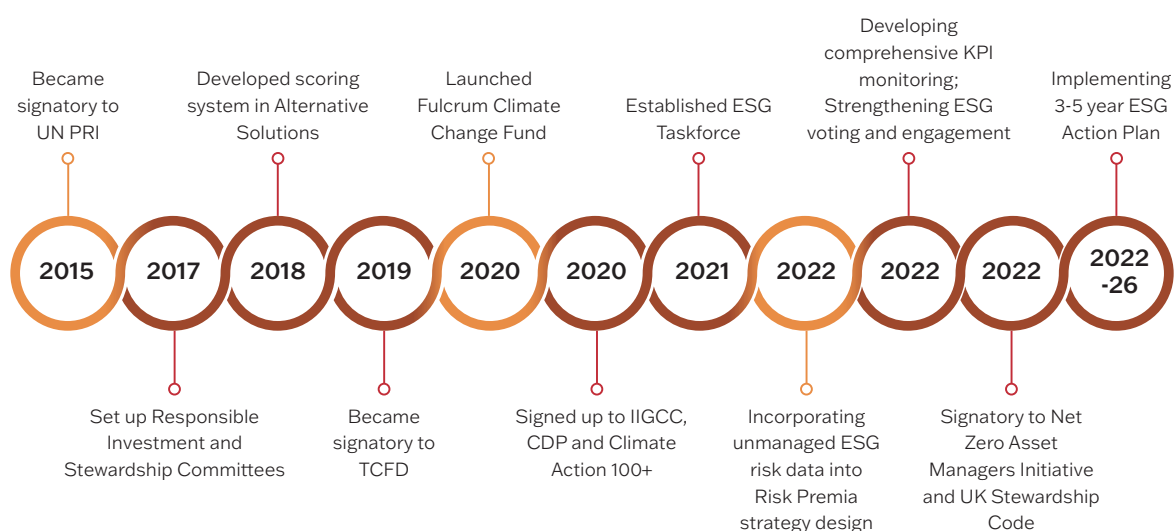 Became
signatory to
UN PRI
Developed scoring
system in Alternative
Solutions
Launched
Fulcrum Climate
Change Fund
Established ESG
Taskforce
Developing
comprehensive KPI
monitoring;
Strengthening ESG
voting and engagement
Implementing
3-5 year ESG
Action Plan
2015
2017
2018
2019
2020
2020
2021
2022
2022
2022
2022
-26
Set up Responsible
Investment and
Stewardship Committees
Became
signatory to
TCFD
Signed up to IIGCC,
CDP and Climate
Action 100+
Incorporating
unmanaged ESG
risk data into
Risk Premia
strategy design
Signatory to Net
Zero Asset
Managers Initiative
and UK Stewardship
Code